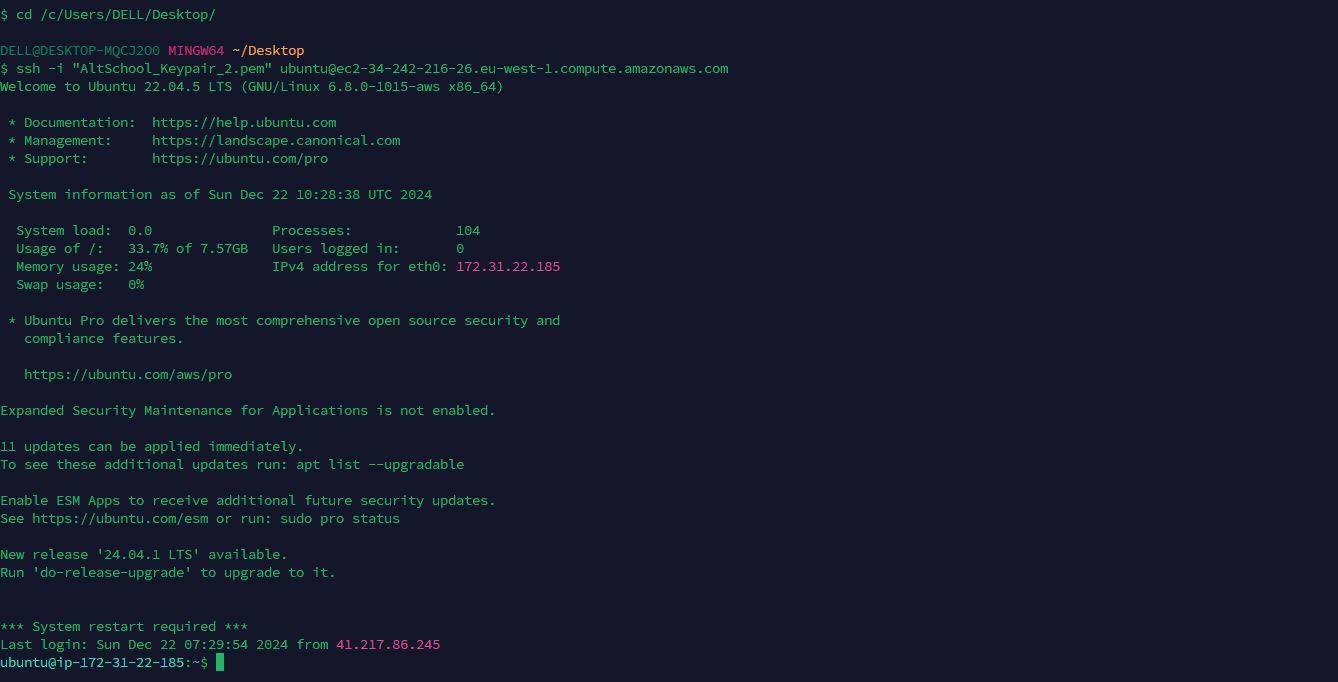 $ cd /c/Users/DELL/Desktop/
DELL@DESKTOP-MQCJ2O0 MINGW64 ~/Desktop
$ ssh -i "AltSchool_Keypair_2.pem" ubuntu@ec2-34-242-216-26.eu-west-1.compute.amazonaws.com
Welcome to Ubuntu 22.04.5 LTS (GNU/Linux 6.8.0-1015-aws x86_64)
* Documentation:  https://help.ubuntu.com
* Management:     https://landscape.canonical.com
* Support:        https://ubuntu.com/pro
System information as of Sun Dec 22 10:28:38 UTC 2024
System load:  0.0               Processes:             104
Usage of /:   33.7% of 7.57GB   Users logged in:       0
Memory usage: 24%               IPv4 address for eth0: 172.31.22.185
Swap usage:   0%
* Ubuntu Pro delivers the most comprehensive open source security and
compliance features.
https://ubuntu.com/aws/pro
Expanded Security Maintenance for Applications is not enabled.
11 updates can be applied immediately.
To see these additional updates run: apt list --upgradable
Enable ESM Apps to receive additional future security updates.
See https://ubuntu.com/esm or run: sudo pro status
New release '24.04.1 LTS' available.
Run 'do-release-upgrade' to upgrade to it.
*** System restart required ***
Last login: Sun Dec 22 07:29:54 2024 from 41.217.86.245
ubuntu@ip-172-31-22-185:~$